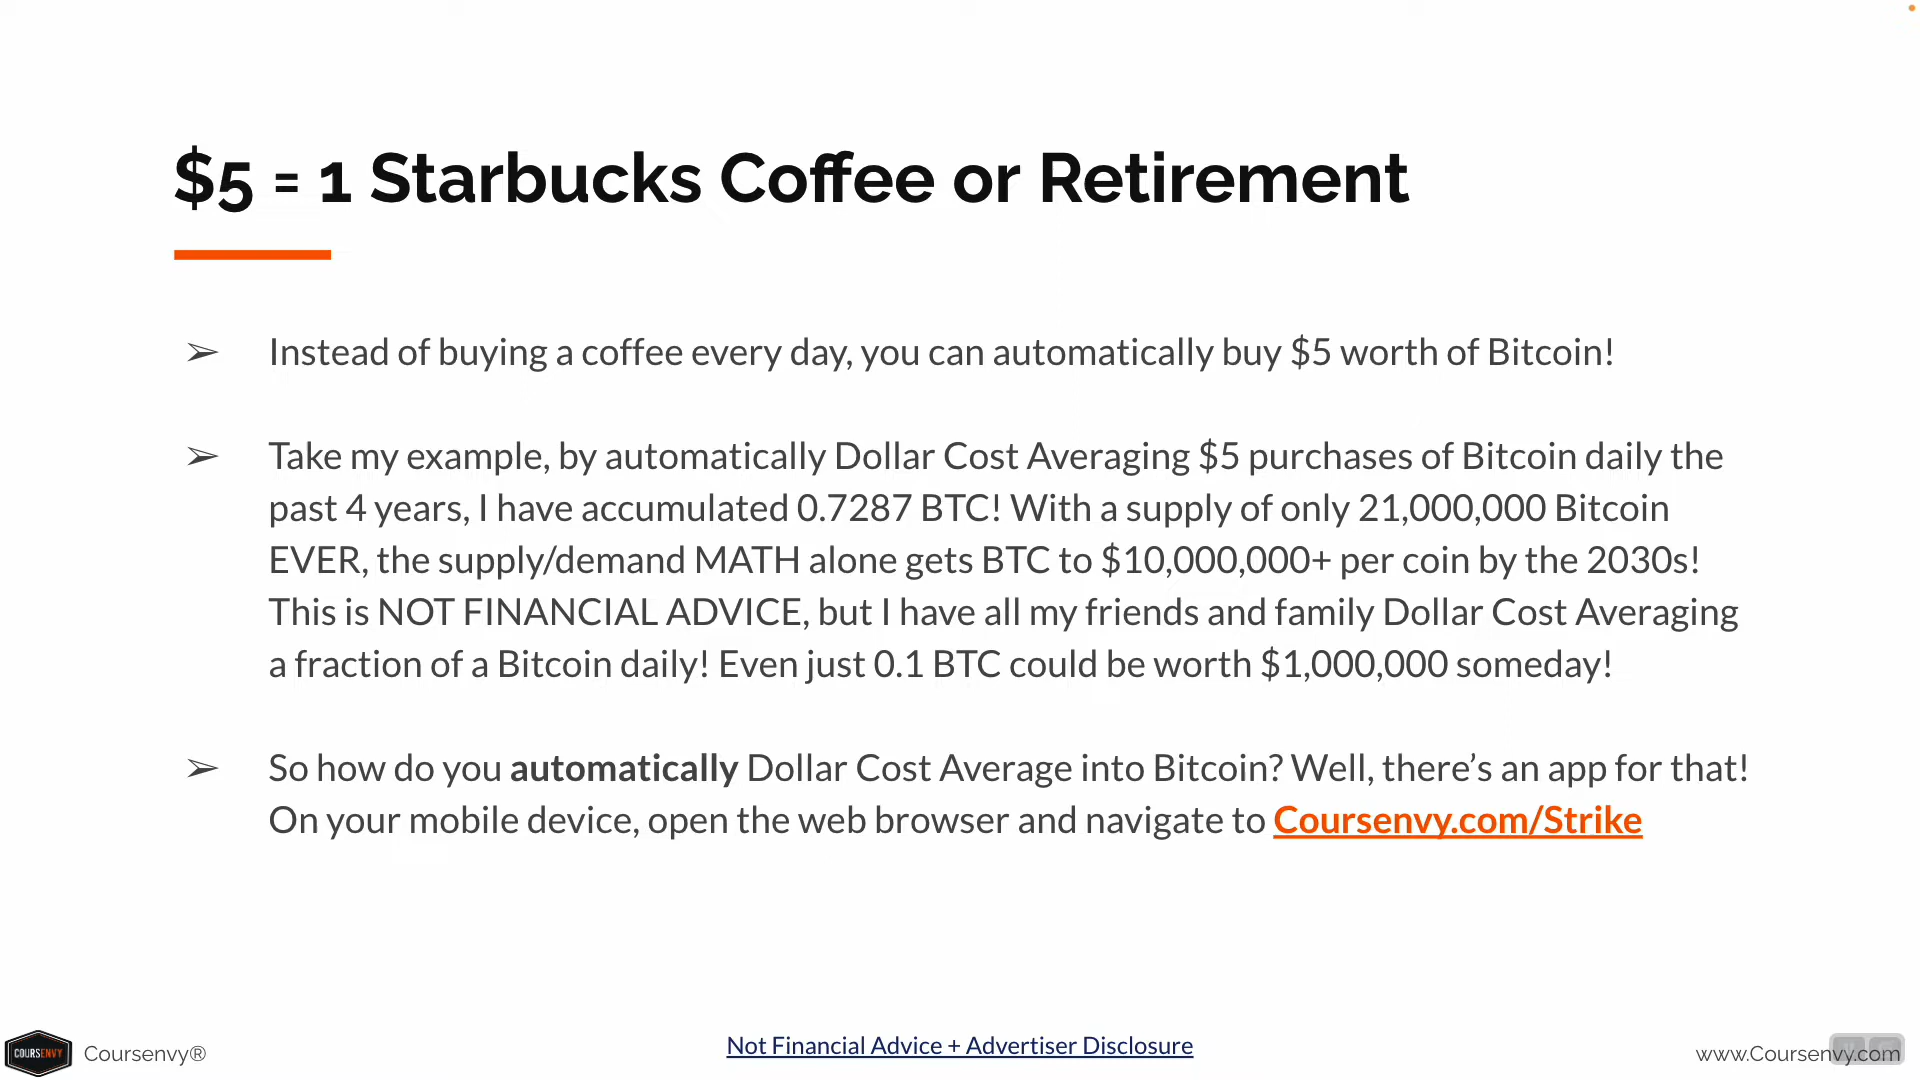 $5 = 1 Starbucks Coffee or Retirement
➢ Instead of buying a coffee every day, you can automatically buy $5 worth of Bitcoin!
➢ Take my example, by automatically Dollar Cost Averaging $5 purchases of Bitcoin daily the
past 4 years, I have accumulated 0.7287 BTC! With a supply of only 21,000,000 Bitcoin
EVER, the supply/demand MATH alone gets BTC to $10,000,000+ per coin by the 2030s!
This is NOT FINANCIAL ADVICE, but I have all my friends and family Dollar Cost Averaging
a fraction of a Bitcoin daily! Even just 0.1 BTC could be worth $1,000,000 someday!
➢ So how do you automatically Dollar Cost Average into Bitcoin? Well, there's an app for that!
On your mobile device, open the web browser and navigate to Coursenvy.com/Strike
COURSENVY
Coursenvy®
Not Financial Advice + Advertiser Disclosure
www.Coursenvy.com